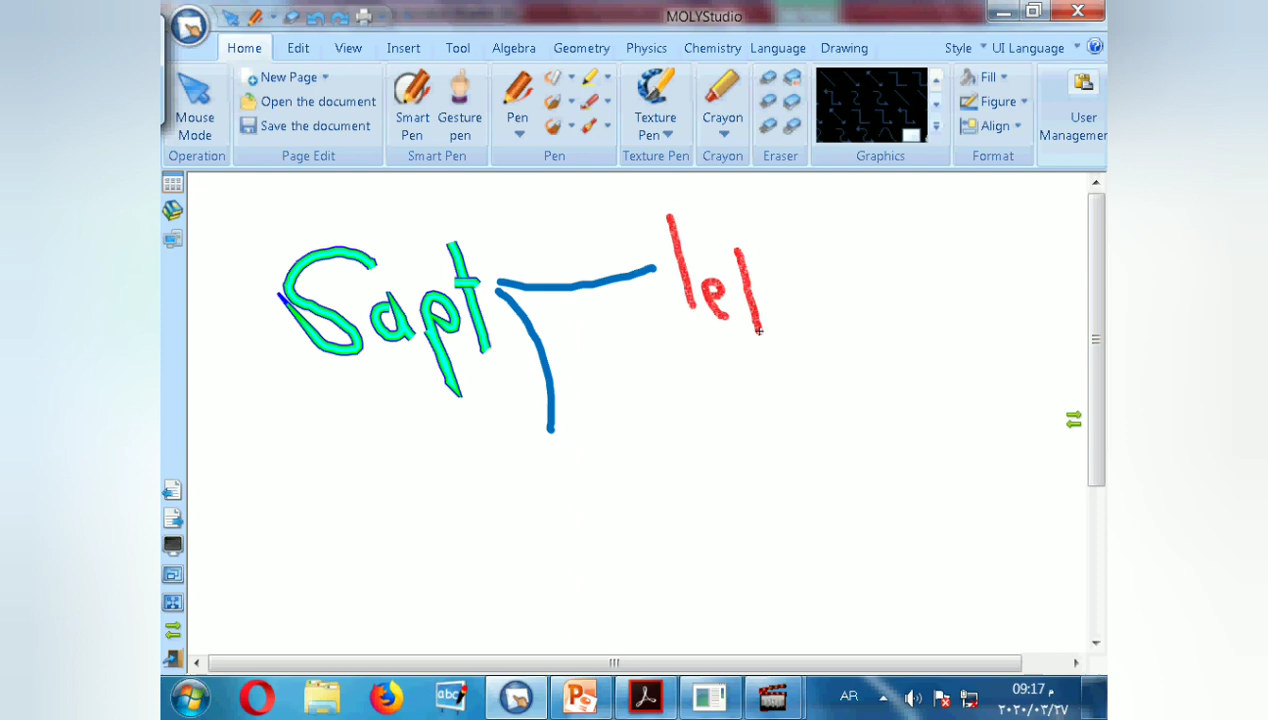 MOLYStudio
Home Edit View Insert Tool Algebra Geometry Physics Chemistry Language Drawing Style UI Language
Mouse Mode
Operation
New Page
Open the document
Save the document
Page Edit
Smart Pen
Gesture pen
Smart Pen
Pen
Pen
Texture Pen
Texture Pen
Crayon
Crayon
Eraser
Graphics
Fill
Figure
Align
Format
User Managemer
Sapt
lel
abc
AR
09:17 م
٢٠٢٠/٠٣/٢٧